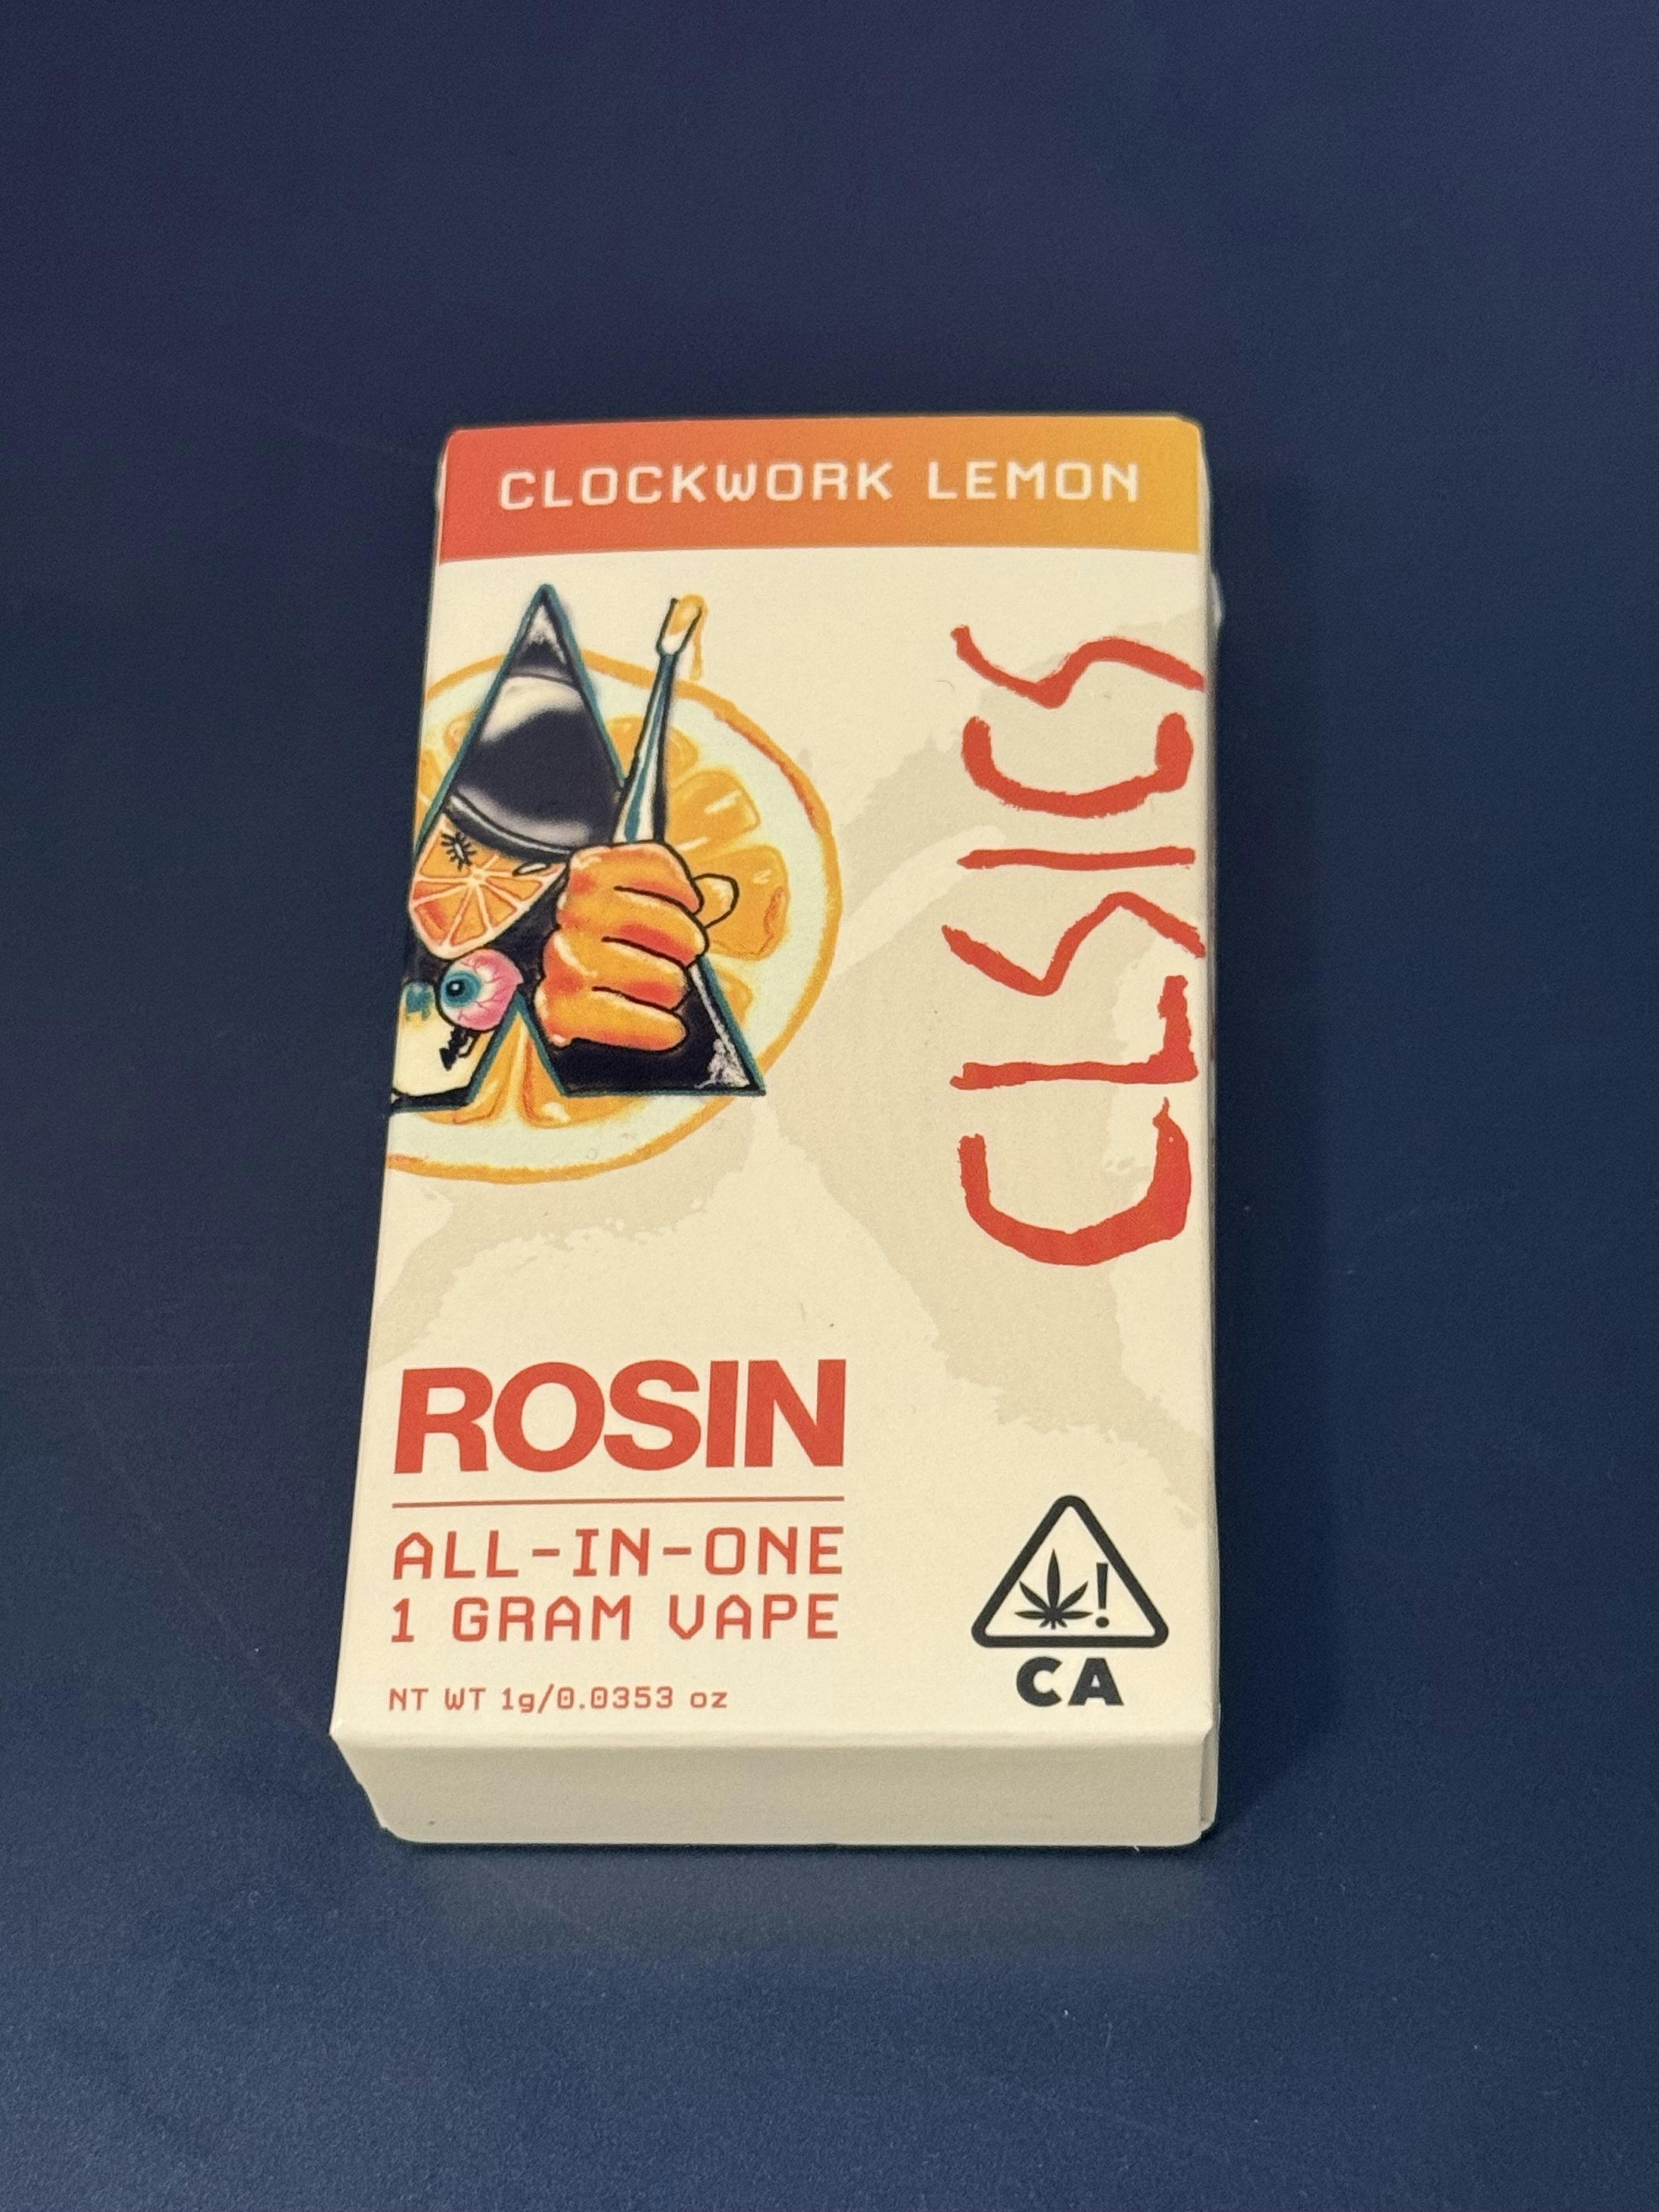 CLOCKWORK LEMON
CLSICS
ROSIN
ALL-IN-ONE
1 GRAM VAPE
NT WT 1g/0.0353 oz
!
CA